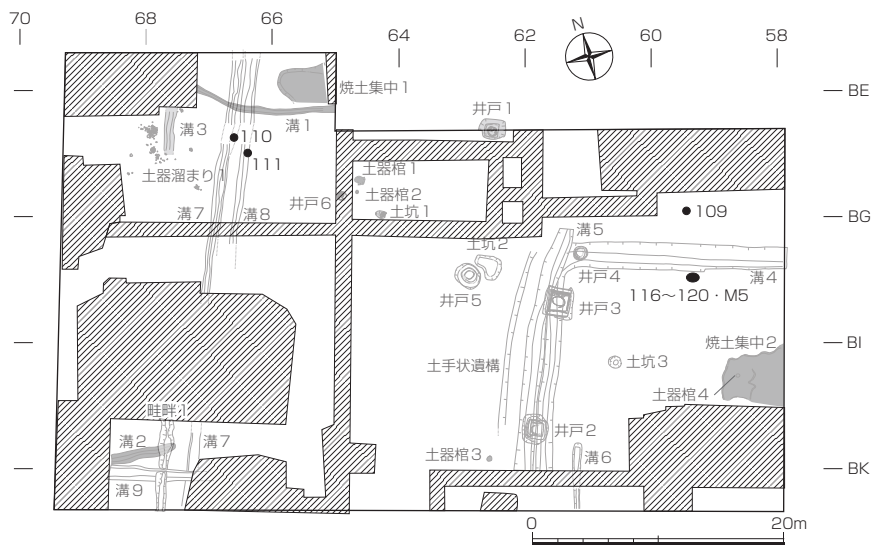 70
68
66
64
62
N
60
58
BE
BG
BI
BK
焼土集中1
井戸1
溝3
溝1
110
111
土器溜まり1
土器棺1
土器棺2
井戸6
土坑1
溝7
溝8
109
土坑2
溝5
井戸5
井戸4
溝4
井戸3
116〜120・M5
土手状遺構
土坑3
焼土集中2
土器棺4
畦畔1
溝2
溝7
井戸2
土器棺3
溝6
溝9
0
20m